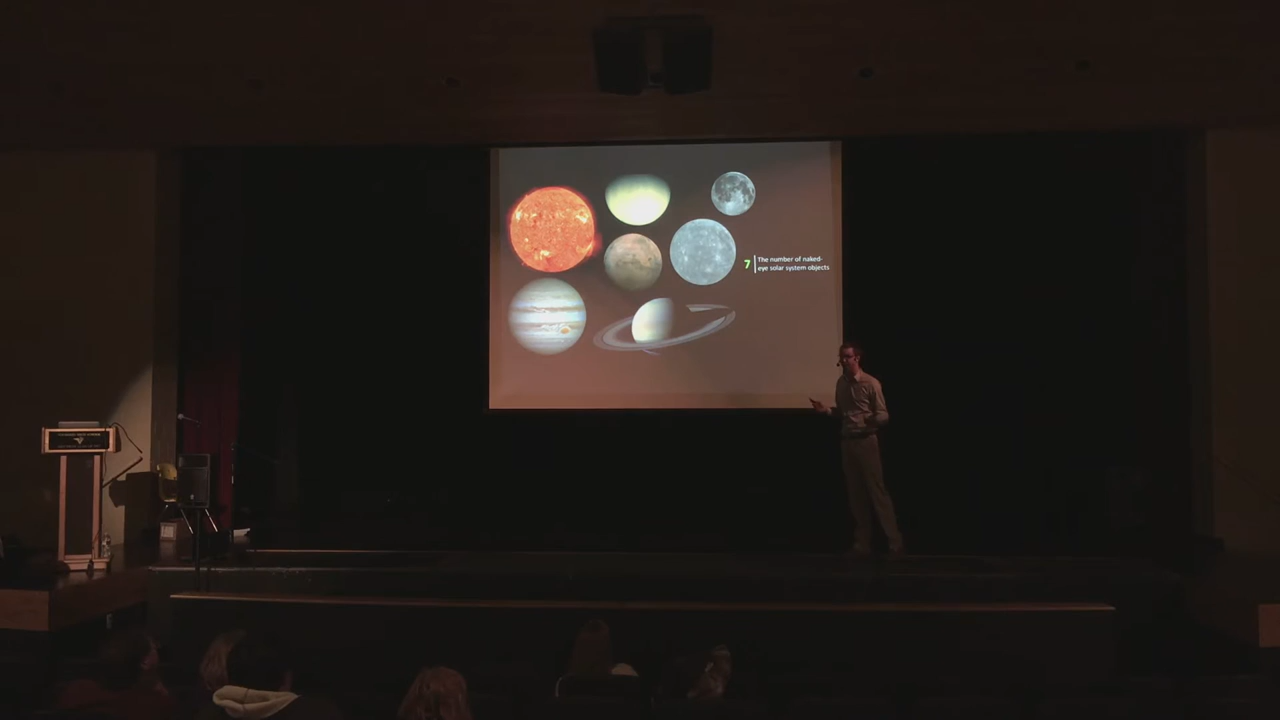 7
The number of naked-
eye solar system objects